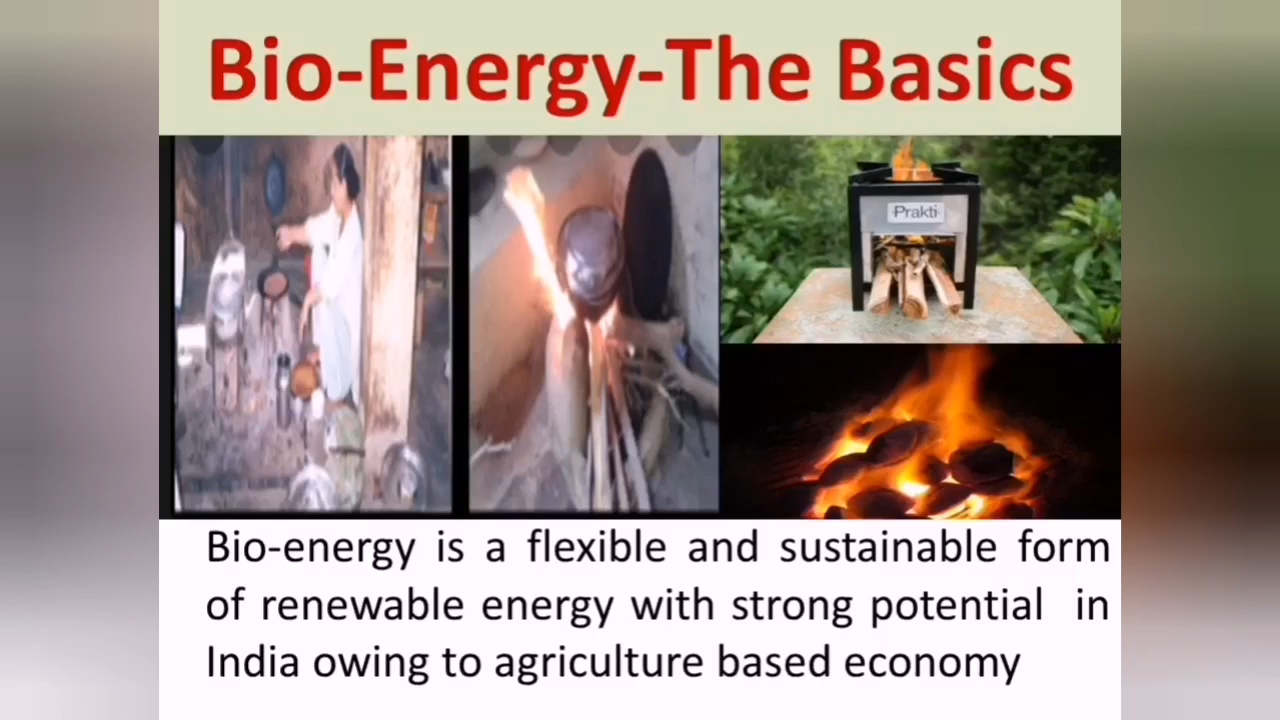 Bio-Energy-The Basics
Prakti
Bio-energy is a flexible and sustainable form
of renewable energy with strong potential in
India owing to agriculture based economy